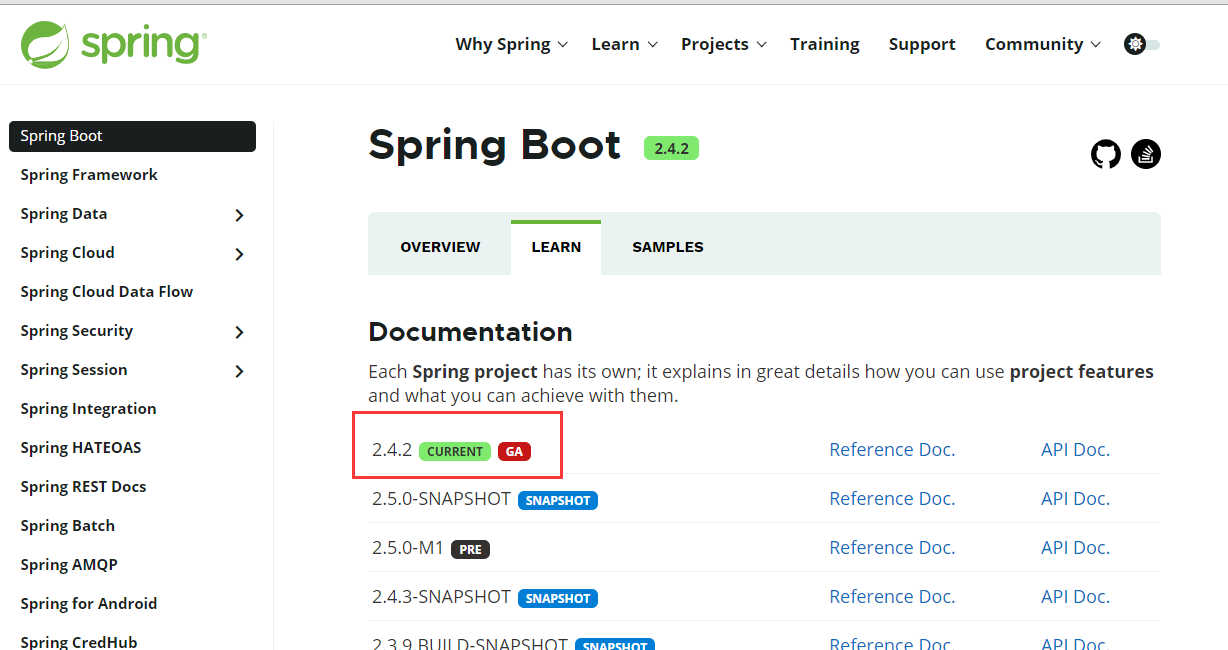 spring
Why Spring Learn Projects Training Support Community
Spring Boot
Spring Framework
Spring Data
Spring Cloud
Spring Cloud Data Flow
Spring Security
Spring Session
Spring Integration
Spring HATEOAS
Spring REST Docs
Spring Batch
Spring AMQP
Spring for Android
Spring CredHub
Spring Boot 2.4.2
OVERVIEW LEARN SAMPLES
Documentation
Each Spring project has its own; it explains in great details how you can use project features
and what you can achieve with them.
2.4.2 CURRENT GA Reference Doc. API Doc.
2.5.0-SNAPSHOT SNAPSHOT Reference Doc. API Doc.
2.5.0-M1 PRE Reference Doc. API Doc.
2.4.3-SNAPSHOT SNAPSHOT Reference Doc. API Doc.
2.3.9.BUILD-SNAPSHOT SNAPSHOT Reference Doc. API Doc.